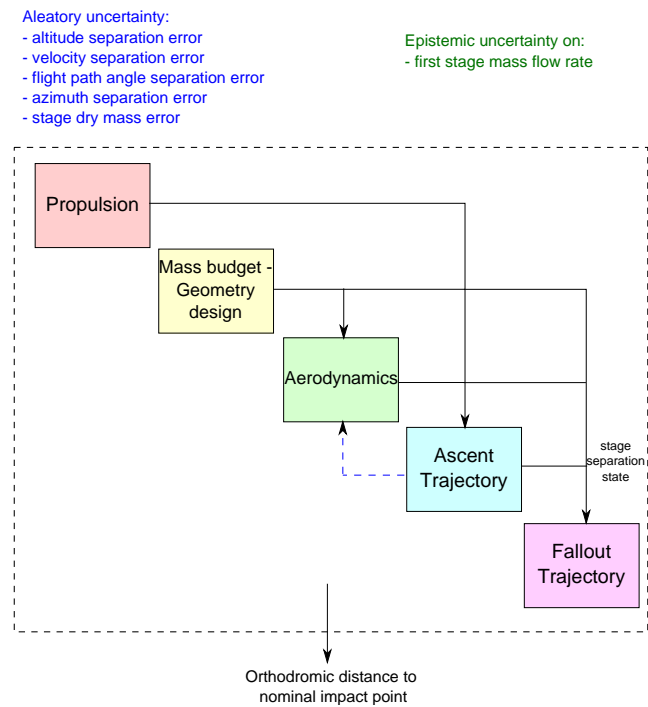 Aleatory uncertainty:
- altitude separation error
- velocity separation error
- flight path angle separation error
- azimuth separation error
- stage dry mass error
Epistemic uncertainty on:
- first stage mass flow rate
Propulsion
Mass budget -
Geometry
design
Aerodynamics
Ascent
Trajectory
stage
separation
state
Fallout
Trajectory
Orthodromic distance to
nominal impact point